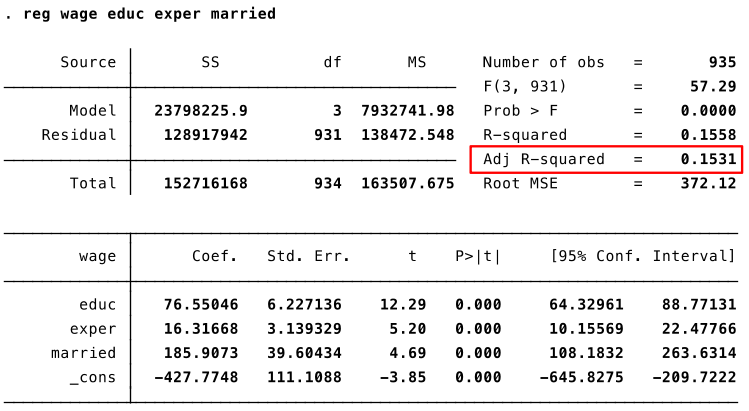 . reg wage educ exper married
Source SS df MS Number of obs = 935
F(3, 931) = 57.29
Model 23798225.9 3 7932741.98 Prob > F = 0.0000
Residual 128917942 931 138472.548 R-squared = 0.1558
Adj R-squared = 0.1531
Total 152716168 934 163507.675 Root MSE = 372.12
wage Coef. Std. Err. t P>|t| [95% Conf. Interval]
educ 76.55046 6.227136 12.29 0.000 64.32961 88.77131
exper 16.31668 3.139329 5.20 0.000 10.15569 22.47766
married 185.9073 39.60434 4.69 0.000 108.1832 263.6314
_cons -427.7748 111.1088 -3.85 0.000 -645.8275 -209.7222